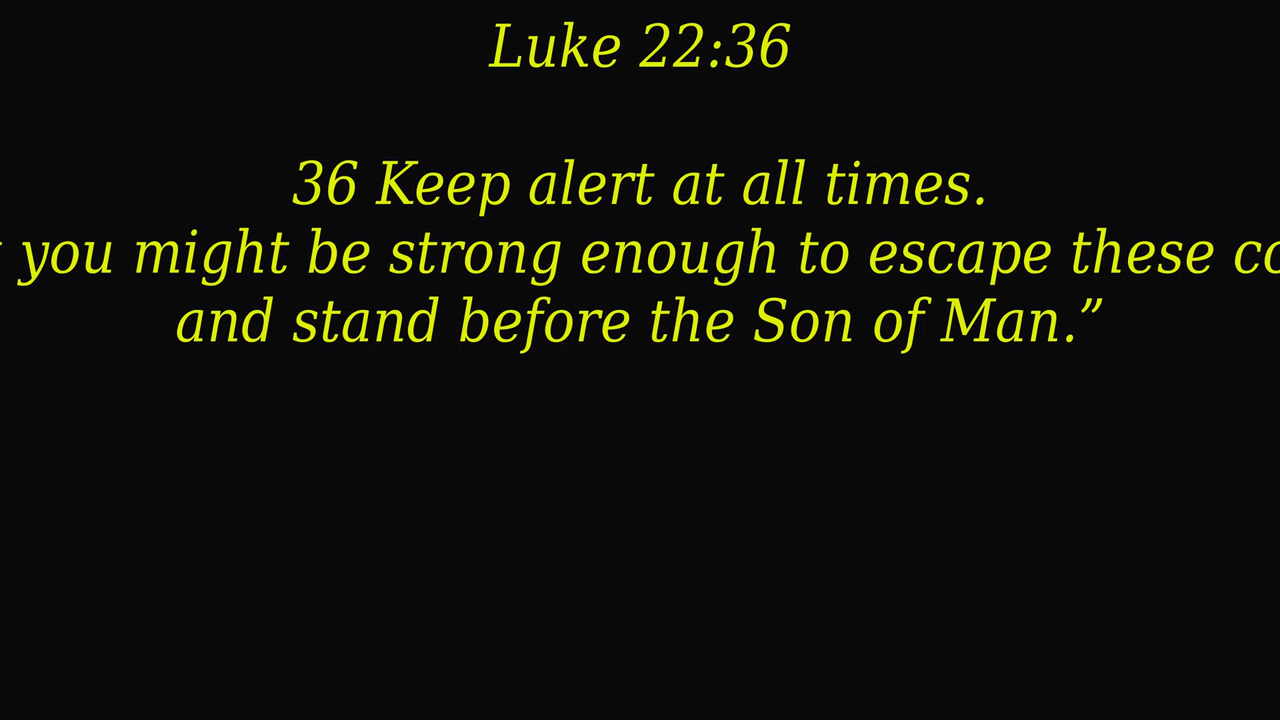 Luke 22:36
36 Keep alert at all times.
you might be strong enough to escape these
and stand before the Son of Man.”